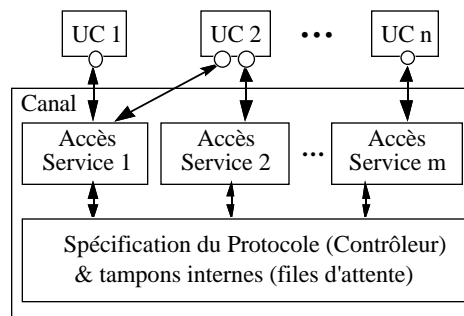 UC 1 UC 2 ••• UC n
Canal
Accès Accès Accès
Service 1 Service 2 ... Service m
Spécification du Protocole (Contrôleur)
& tampons internes (files d'attente)